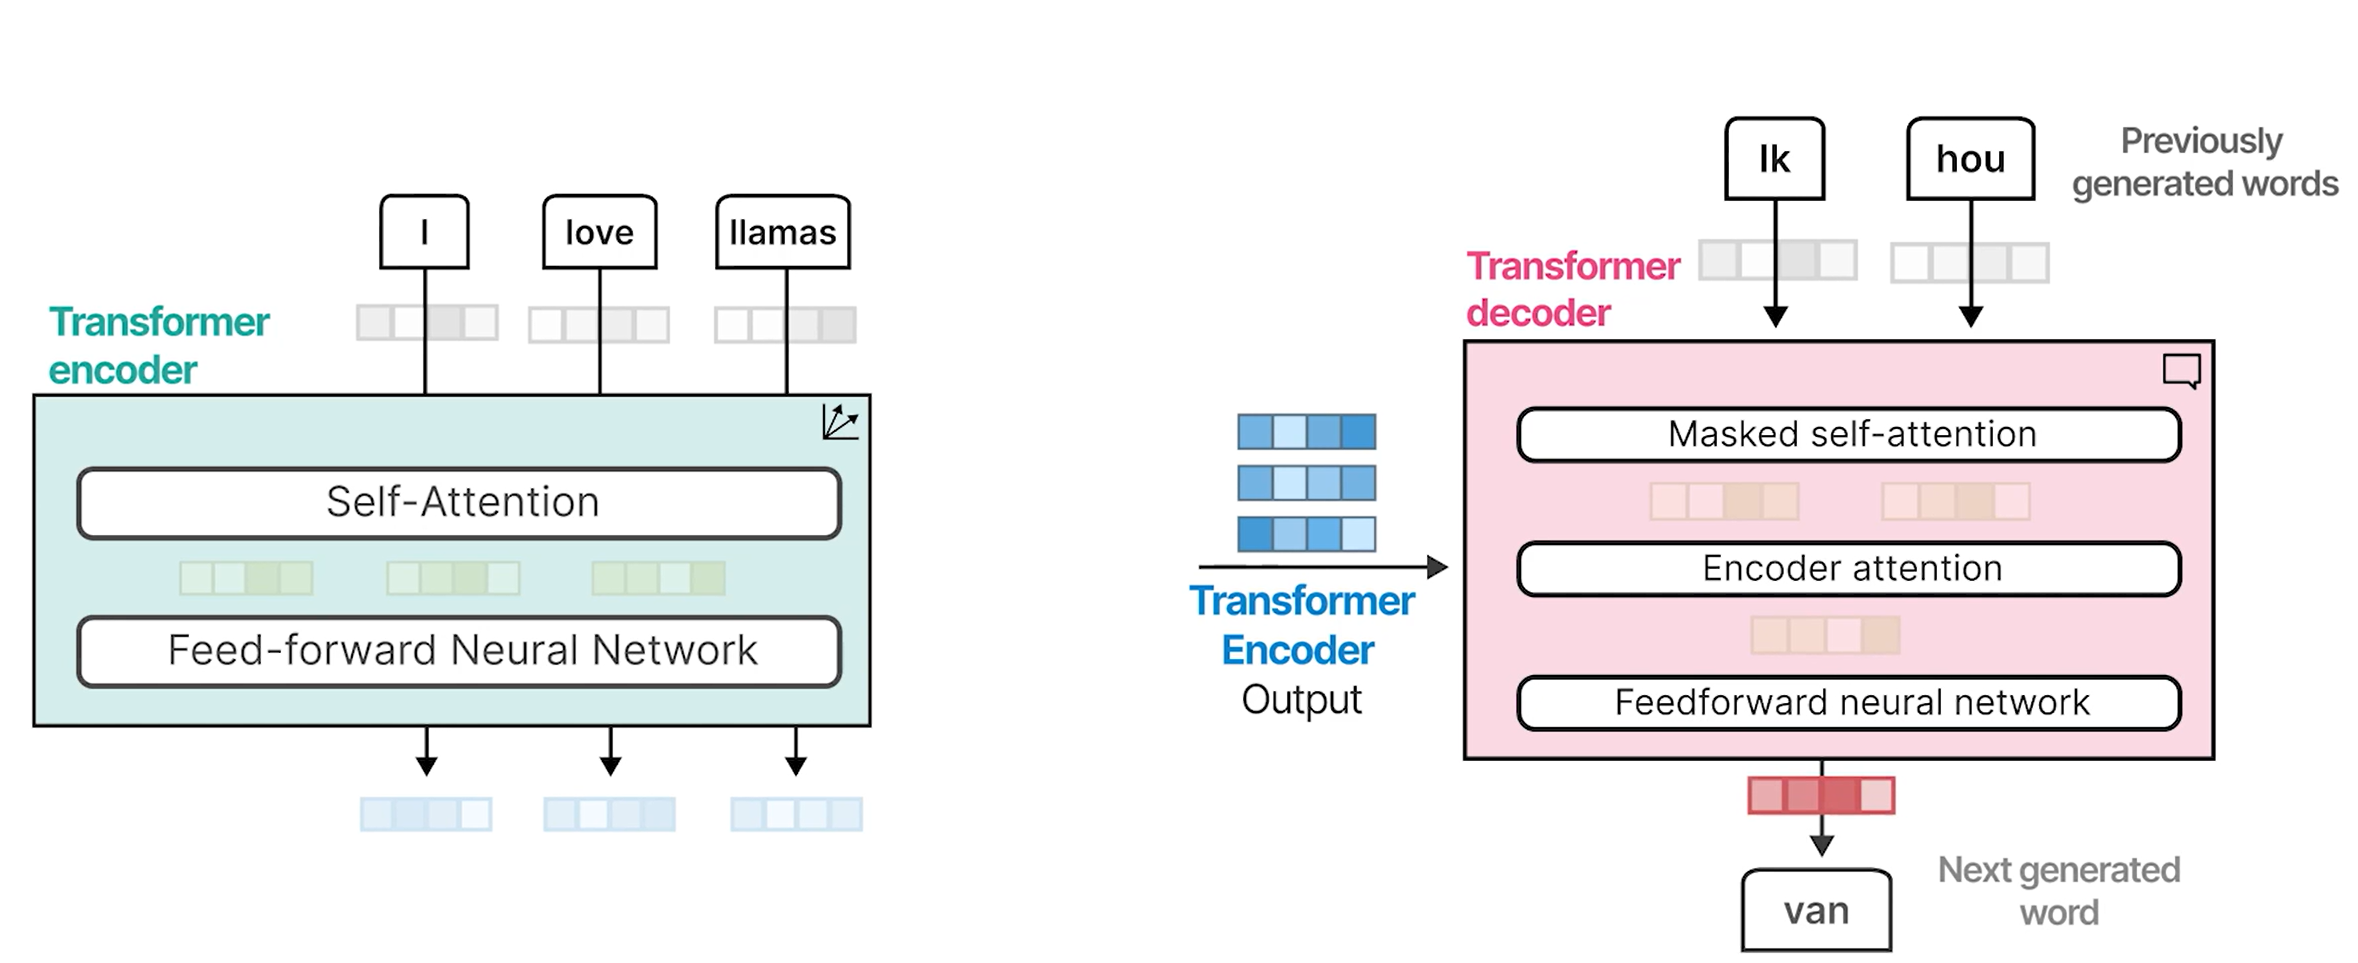 I
love
llamas
Transformer
encoder
Self-Attention
Feed-forward Neural Network
Ik
hou
Previously
generated words
Transformer
decoder
Masked self-attention
Encoder attention
Feedforward neural network
Transformer
Encoder
Output
van
Next generated
word